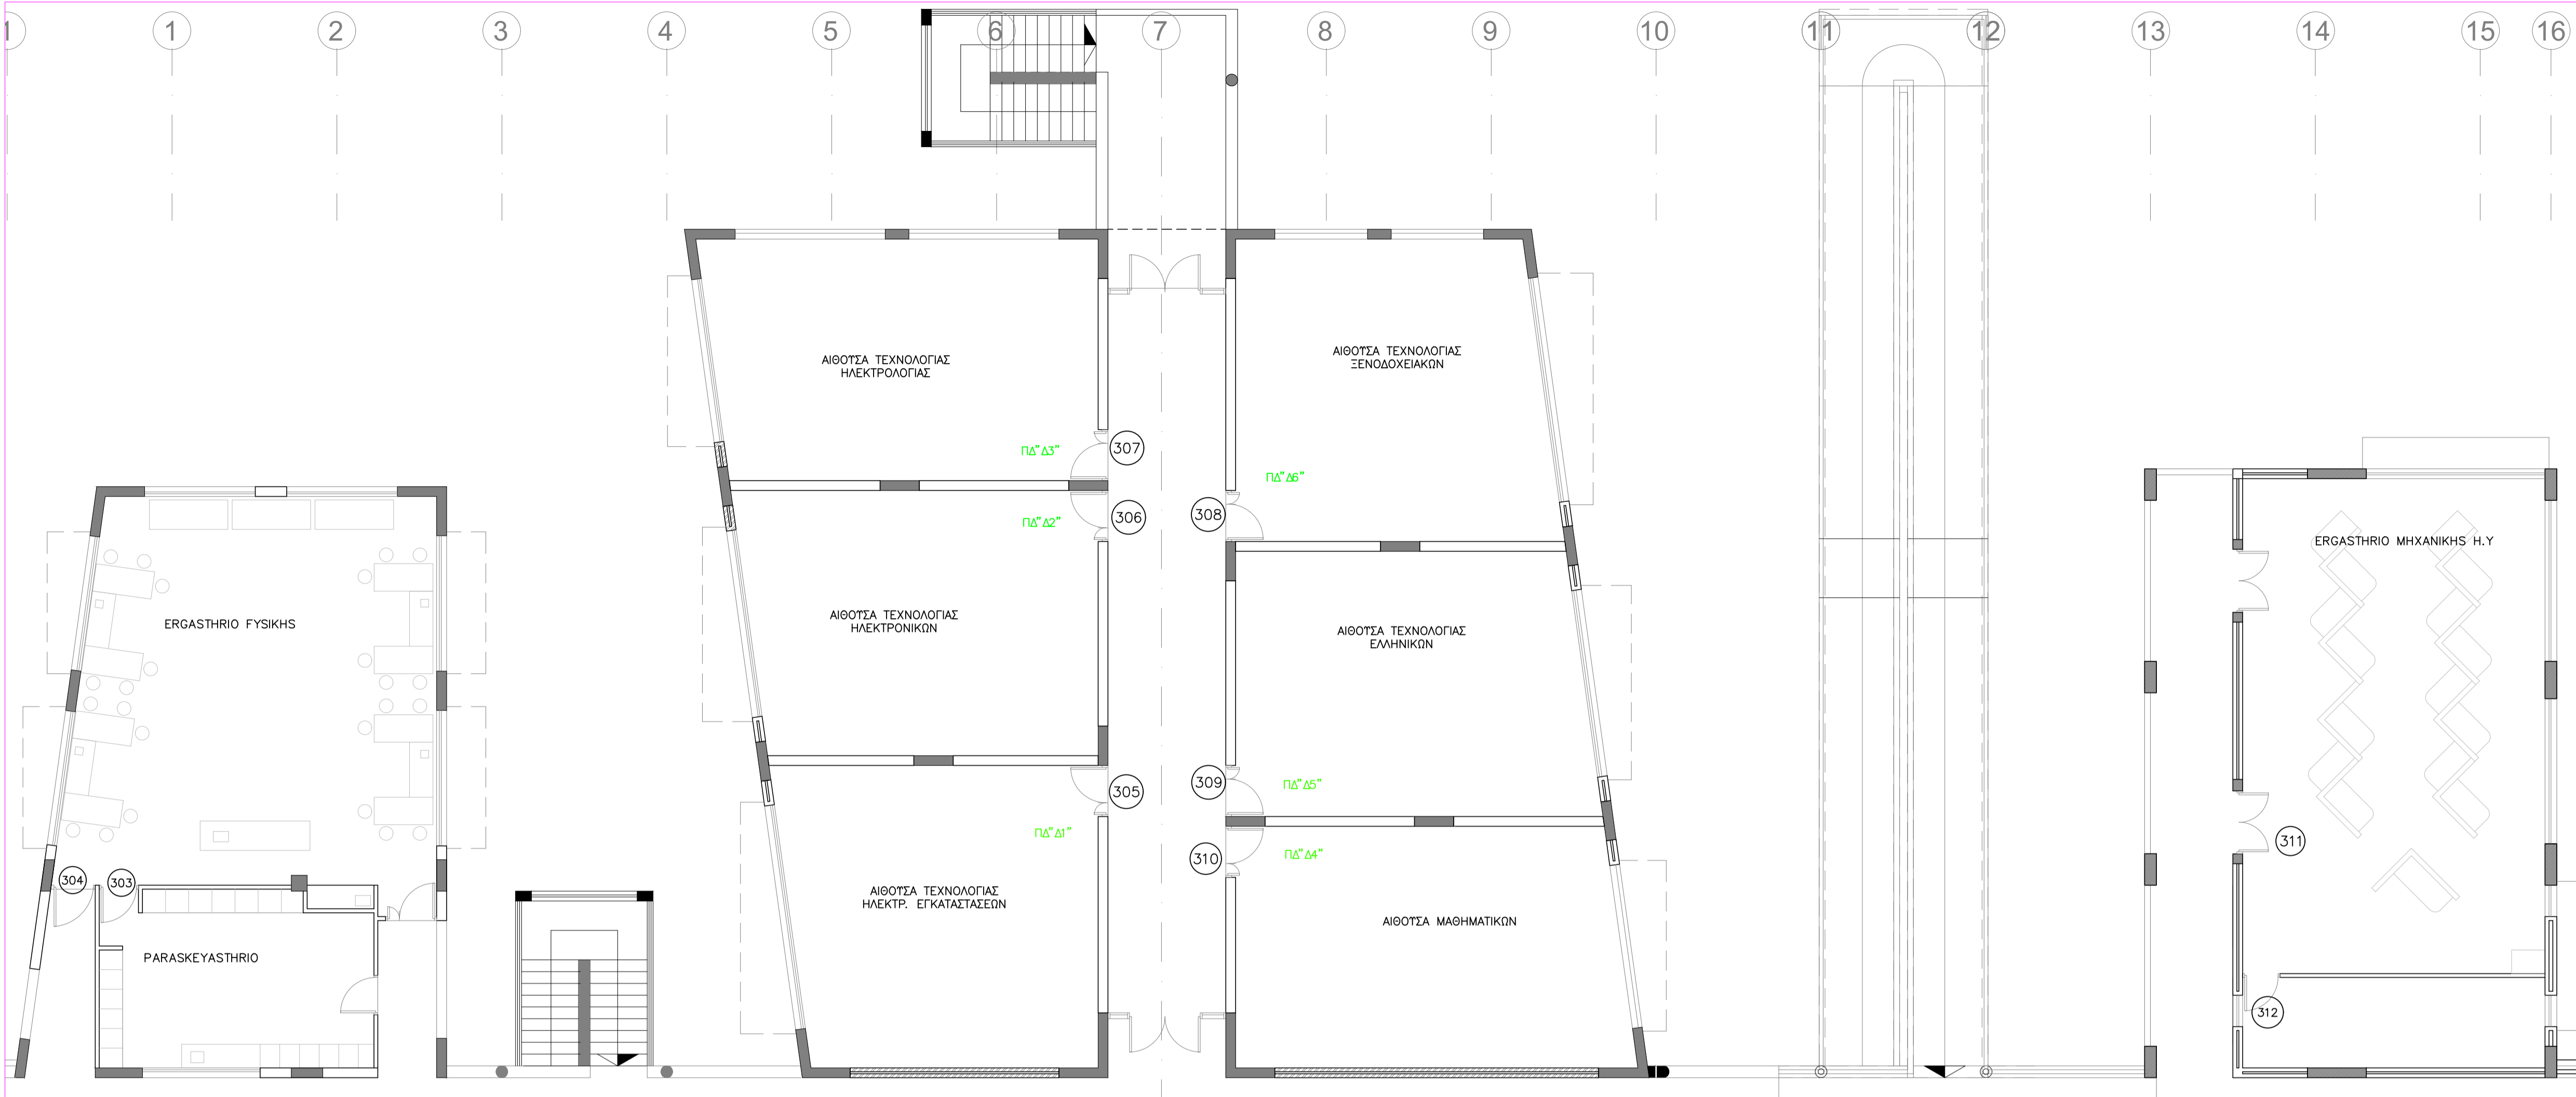 1
1
2
3
4
5
6
7
8
9
10
11
12
13
14
15
16
ΑΙΘΟΥΣΑ ΤΕΧΝΟΛΟΓΙΑΣ
ΗΛΕΚΤΡΟΛΟΓΙΑΣ
ΑΙΘΟΥΣΑ ΤΕΧΝΟΛΟΓΙΑΣ
ΞΕΝΟΔΟΧΕΙΑΚΩΝ
ΠΔ"Δ3"
307
ΠΔ"Δ6"
ΠΔ"Δ2"
306
308
ERGASTHRIO MHXANIKHS H.Y
ERGASTHRIO FYSIKHS
ΑΙΘΟΥΣΑ ΤΕΧΝΟΛΟΓΙΑΣ
ΗΛΕΚΤΡΟΝΙΚΩΝ
ΑΙΘΟΥΣΑ ΤΕΧΝΟΛΟΓΙΑΣ
ΕΛΛΗΝΙΚΩΝ
305
309
ΠΔ"Δ5"
ΠΔ"Δ1"
310
ΠΔ"Δ4"
311
304
303
ΑΙΘΟΥΣΑ ΤΕΧΝΟΛΟΓΙΑΣ
ΗΛΕΚΤΡ. ΕΓΚΑΤΑΣΤΑΣΕΩΝ
ΑΙΘΟΥΣΑ ΜΑΘΗΜΑΤΙΚΩΝ
PARASKEYASTHRIO
312